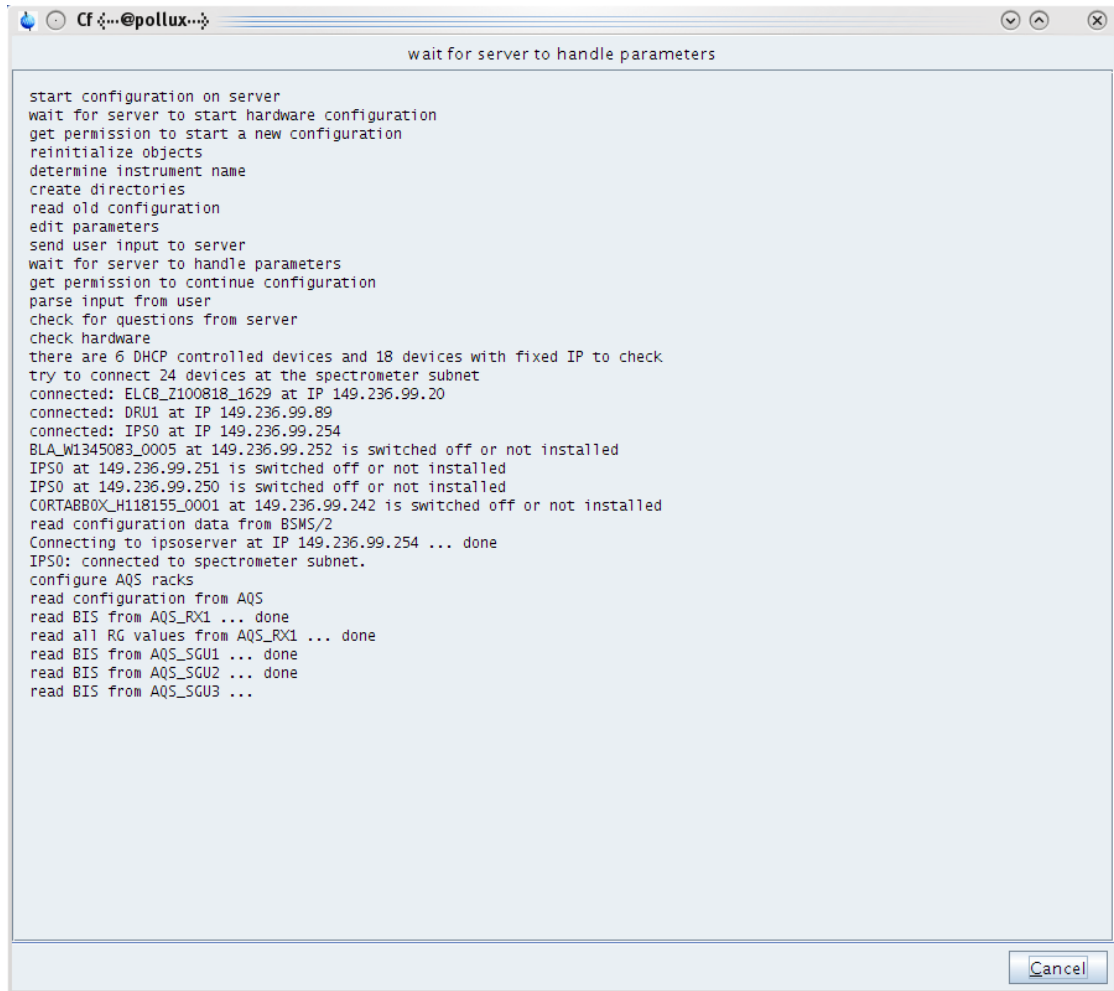 Cf <...@pollux...>
wait for server to handle parameters
start configuration on server
wait for server to start hardware configuration
get permission to start a new configuration
reinitialize objects
determine instrument name
create directories
read old configuration
edit parameters
send user input to server
wait for server to handle parameters
get permission to continue configuration
parse input from user
check for questions from server
check hardware
there are 6 DHCP controlled devices and 18 devices with fixed IP to check
try to connect 24 devices at the spectrometer subnet
connected: ELCB_Z100818_1629 at IP 149.236.99.20
connected: DRU1 at IP 149.236.99.89
connected: IPS0 at IP 149.236.99.254
BLA_W1345083_0005 at 149.236.99.252 is switched off or not installed
IPS0 at 149.236.99.251 is switched off or not installed
IPS0 at 149.236.99.250 is switched off or not installed
CORTABBOX_H118155_0001 at 149.236.99.242 is switched off or not installed
read configuration data from BSMS/2
Connecting to ipsoserver at IP 149.236.99.254 ... done
IPS0: connected to spectrometer subnet.
configure AQS racks
read configuration from AQS
read BIS from AQS_RX1 ... done
read all RG values from AQS_RX1 ... done
read BIS from AQS_SGU1 ... done
read BIS from AQS_SGU2 ... done
read BIS from AQS_SGU3 ...
Cancel